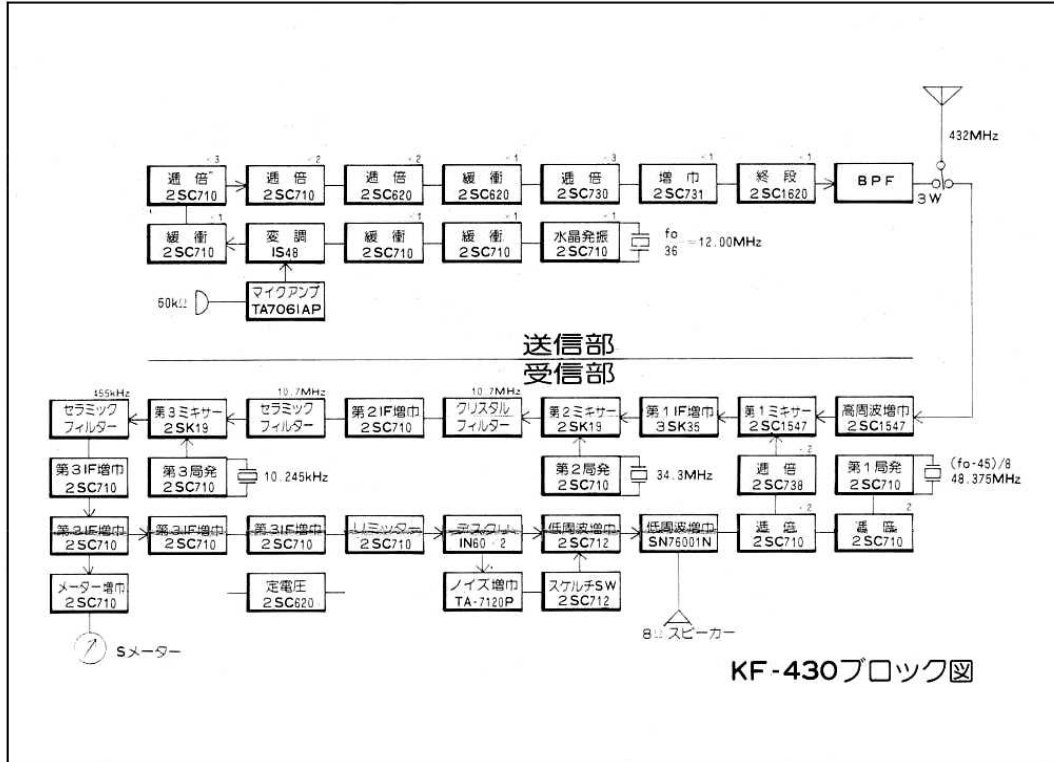 432MHz
-3
逓倍
2SC710
-2
逓倍
2SC710
-2
逓倍
2SC620
-1
緩衝
2SC620
-3
逓倍
2SC730
-1
増巾
2SC731
-1
終段
2SC1620
BPF
3W
-1
緩衝
2SC710
変調
IS48
-1
緩衝
2SC710
-1
緩衝
2SC710
-1
水晶発振
2SC710
fo
36
=12.00MHz
50kΩ
マイクアンプ
TA7061AP
送信部
受信部
455kHz
セラミック
フィルター
第3ミキサー
2SK19
10.7MHz
セラミック
フィルター
第2IF増巾
2SC710
10.7MHz
クリスタル
フィルター
第2ミキサー
2SK19
第1IF増巾
3SK35
第1ミキサー
2SC1547
高周波増巾
2SC1547
第3IF増巾
2SC710
第3局発
2SC710
10.245kHz
第2局発
2SC710
34.3MHz
逓倍
2SC738
第1局発
2SC710
(fo-45)/8
48.375MHz
第3IF増巾
2SC710
第3IF増巾
2SC710
第3IF増巾
2SC710
リミッター
2SC710
デスクリ
IN60-2
低周波増巾
2SC712
低周波増巾
SN76001N
-2
逓倍
2SC710
2
逓倍
2SC710
メーター増巾
2SC710
定電圧
2SC620
ノイズ増巾
TA-7120P
スケルチSW
2SC712
Sメーター
8Ωスピーカー
KF-430ブロック図